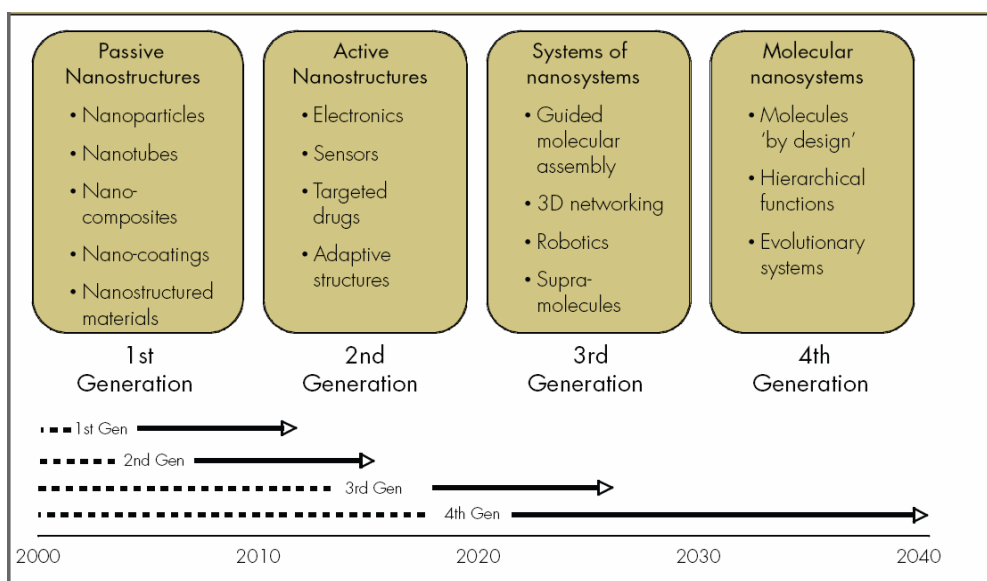 Passive
Nanostructures
• Nanoparticles
• Nanotubes
• Nano-
composites
• Nano-coatings
• Nanostructured
materials
Active
Nanostructures
• Electronics
• Sensors
• Targeted
drugs
• Adaptive
structures
Systems of
nanosystems
• Guided
molecular
assembly
• 3D networking
• Robotics
• Supra-
molecules
Molecular
nanosystems
• Molecules
‘by design’
• Hierarchical
functions
• Evolutionary
systems
1st
Generation
2nd
Generation
3rd
Generation
4th
Generation
1st Gen
2nd Gen
3rd Gen
4th Gen
2000 2010 2020 2030 2040